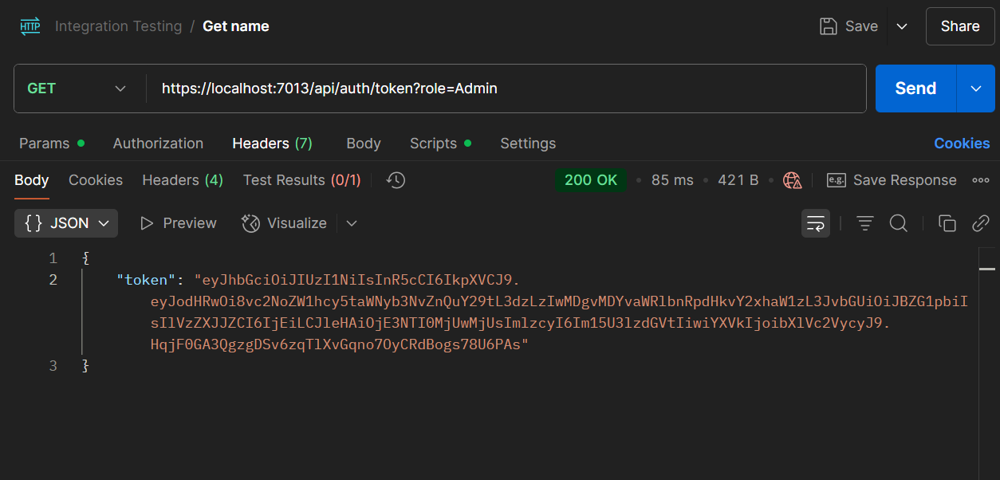 HTTP Integration Testing / Get name Save Share
GET https://localhost:7013/api/auth/token?role=Admin Send
Params Authorization Headers (7) Body Scripts Settings Cookies
Body Cookies Headers (4) Test Results (0/1) 200 OK 85 ms 421 B e.g. Save Response
{} JSON Preview Visualize
1 {
2 "token": "eyJhbGciOiJIUzI1NiIsInR5cCI6IkpXVCJ9.
eyJodHRwOi8vc2NoZW1hcy5taWNyb3NvZnQuY29tL3dzLzIwMDgvMDYvaWRlbnRpdHkvY2xhaW1zL3JvbGUiOiJBZG1pbiI
sIlVzZXJJZCI6IjEiLCJleHAiOjE3NTI0MjUwMjUsImlzcyI6Im15U3lzdGVtIiwiYXVkIjoibXlVc2VycyJ9.
HqjF0GA3QgzgDSv6zqTlXvGqno7OyCRdBogs78U6PAs"
3 }